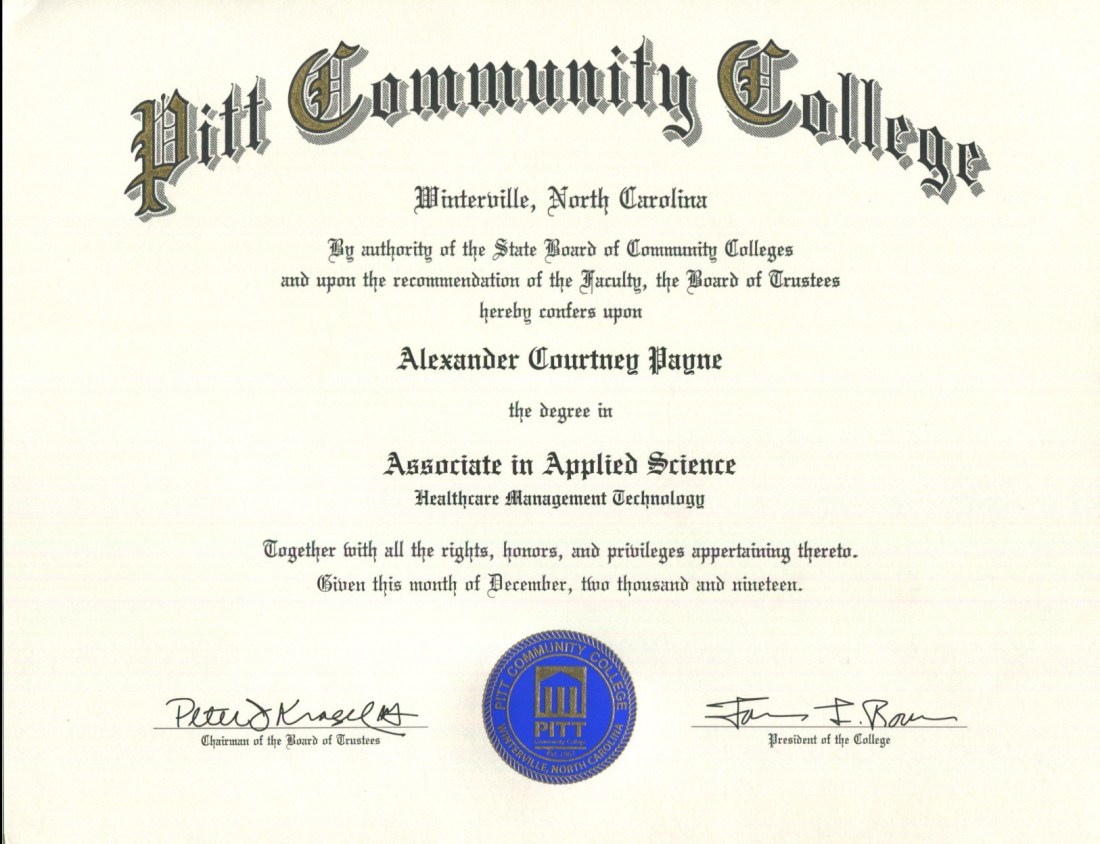 Pitt Community College
Winterville, North Carolina
By authority of the State Board of Community Colleges
and upon the recommendation of the Faculty, the Board of Trustees
hereby confers upon
Alexander Courtney Payne
the degree in
Associate in Applied Science
Healthcare Management Technology
Together with all the rights, honors, and privileges appertaining thereto.
Given this month of December, two thousand and nineteen.
PITT COMMUNITY COLLEGE
PITT
Community College
WINTERVILLE, NORTH CAROLINA
Peter J
Chairman of the Board of Trustees
President of the College